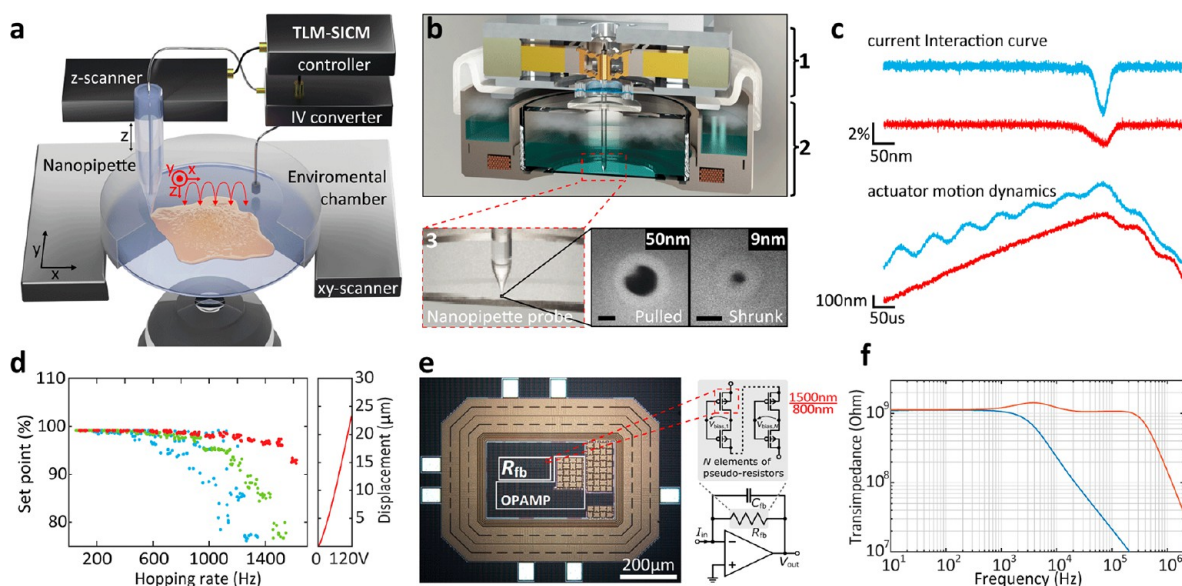 a
TLM-SICM
controller
z-scanner
IV converter
z
Nanopipette
y
x
z
Enviromental
chamber
y
x
xy-scanner
b
1
2
3
Nanopipette probe
50nm
Pulled
9nm
Shrunk
c
current Interaction curve
2%
50nm
actuator motion dynamics
100nm
50us
d
Set point (%)
110
100
90
80
200 600 1000 1400
Hopping rate (Hz)
30
25
20
15
10
5
0 120V
Displacement (µm)
e
Rfb
OPAMP
200µm
1500nm
800nm
Vbias,1
Vbias,N
N elements of
pseudo-resistors
Cfb
Rfb
Iin
Vout
f
Transimpedance (Ohm)
10⁹
10⁸
10⁷
10¹ 10² 10³ 10⁴ 10⁵ 10⁶
Frequency (Hz)